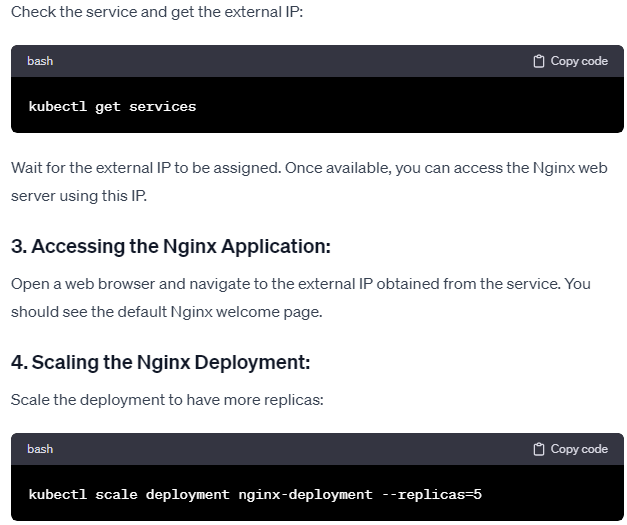 Check the service and get the external IP:
bash
Copy code
kubectl get services
Wait for the external IP to be assigned. Once available, you can access the Nginx web
server using this IP.
3. Accessing the Nginx Application:
Open a web browser and navigate to the external IP obtained from the service. You
should see the default Nginx welcome page.
4. Scaling the Nginx Deployment:
Scale the deployment to have more replicas:
bash
Copy code
kubectl scale deployment nginx-deployment --replicas=5